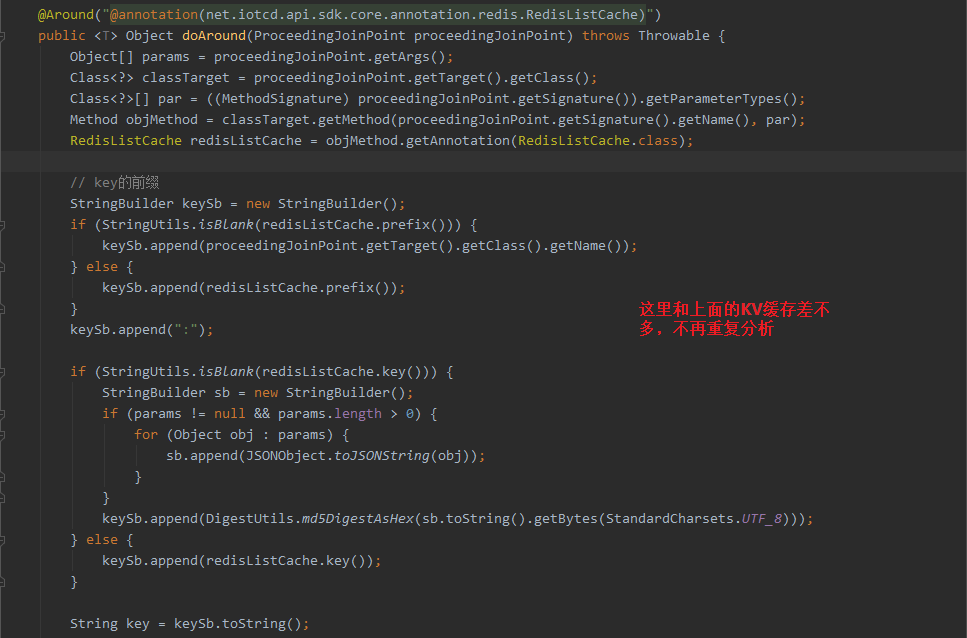 @Around("@annotation(net.iotcd.api.sdk.core.annotation.redis.RedisListCache)")
public <T> Object doAround(ProceedingJoinPoint proceedingJoinPoint) throws Throwable {
Object[] params = proceedingJoinPoint.getArgs();
Class<?> classTarget = proceedingJoinPoint.getTarget().getClass();
Class<?>[] par = ((MethodSignature) proceedingJoinPoint.getSignature()).getParameterTypes();
Method objMethod = classTarget.getMethod(proceedingJoinPoint.getSignature().getName(), par);
RedisListCache redisListCache = objMethod.getAnnotation(RedisListCache.class);
// key的前缀
StringBuilder keySb = new StringBuilder();
if (StringUtils.isBlank(redisListCache.prefix())) {
keySb.append(proceedingJoinPoint.getTarget().getClass().getName());
} else {
keySb.append(redisListCache.prefix());
}
keySb.append(":");
这里和上面的KV缓存差不
多，不再重复分析
if (StringUtils.isBlank(redisListCache.key())) {
StringBuilder sb = new StringBuilder();
if (params != null && params.length > 0) {
for (Object obj : params) {
sb.append(JSONObject.toJSONString(obj));
}
}
keySb.append(DigestUtils.md5DigestAsHex(sb.toString().getBytes(StandardCharsets.UTF_8)));
} else {
keySb.append(redisListCache.key());
}
String key = keySb.toString();